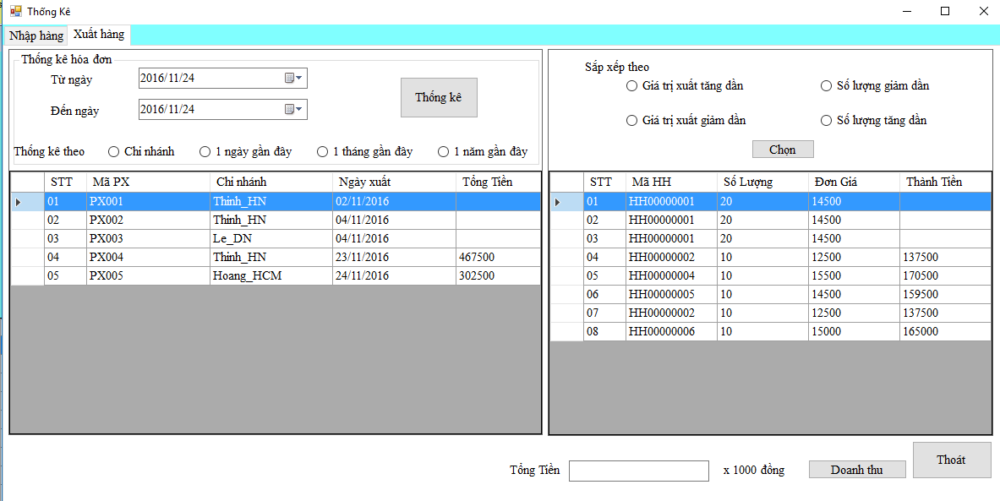 Thống Kê
Nhập hàng Xuất hàng
Thống kê hóa đơn
Từ ngày 2016/11/24
Đến ngày 2016/11/24
Thống kê
Thống kê theo Chi nhánh 1 ngày gần đây 1 tháng gần đây 1 năm gần đây
STT Mã PX Chi nhánh Ngày xuất Tổng Tiền
01 PX001 Thinh_HN 02/11/2016
02 PX002 Thinh_HN 04/11/2016
03 PX003 Le_DN 04/11/2016
04 PX004 Thinh_HN 23/11/2016 467500
05 PX005 Hoang_HCM 24/11/2016 302500
Sắp xếp theo
Giá trị xuất tăng dần Số lượng giảm dần
Giá trị xuất giảm dần Số lượng tăng dần
Chọn
STT Mã HH Số Lượng Đơn Giá Thành Tiền
01 HH00000001 20 14500
02 HH00000001 20 14500
03 HH00000001 20 14500
04 HH00000002 10 12500 137500
05 HH00000004 10 15500 170500
06 HH00000005 10 14500 159500
07 HH00000002 10 12500 137500
08 HH00000006 10 15000 165000
Tổng Tiền x 1000 đồng Doanh thu Thoát